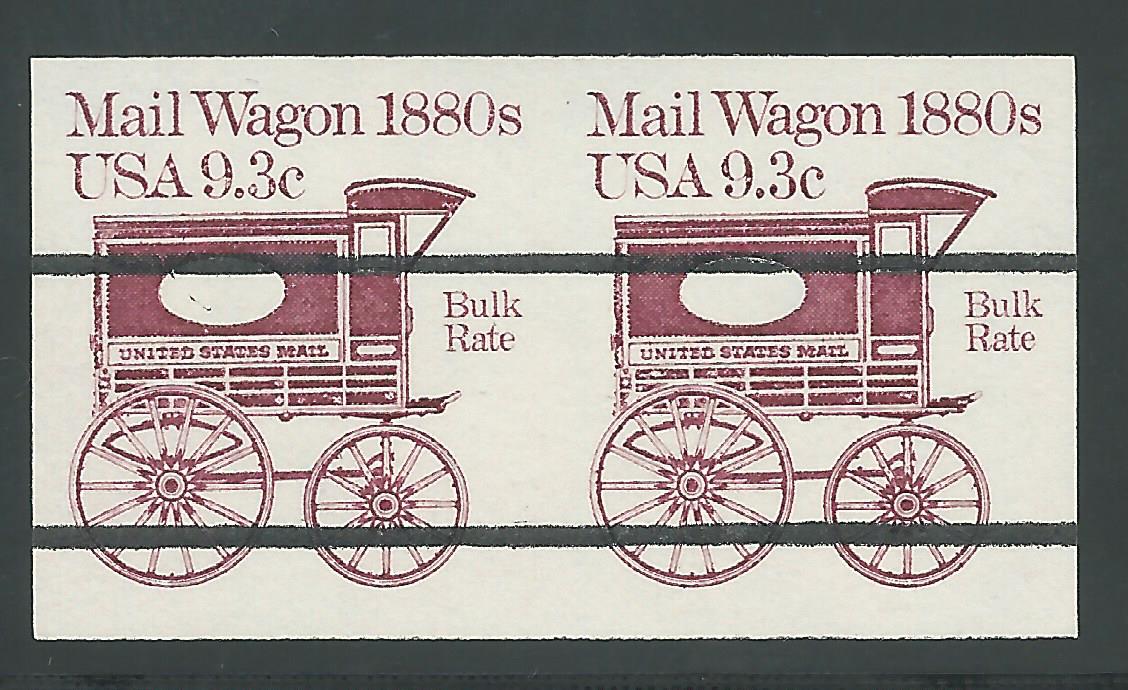 Mail Wagon 1880s
USA 9.3c
Bulk
Rate
UNITED STATES MAIL
Mail Wagon 1880s
USA 9.3c
Bulk
Rate
UNITED STATES MAIL